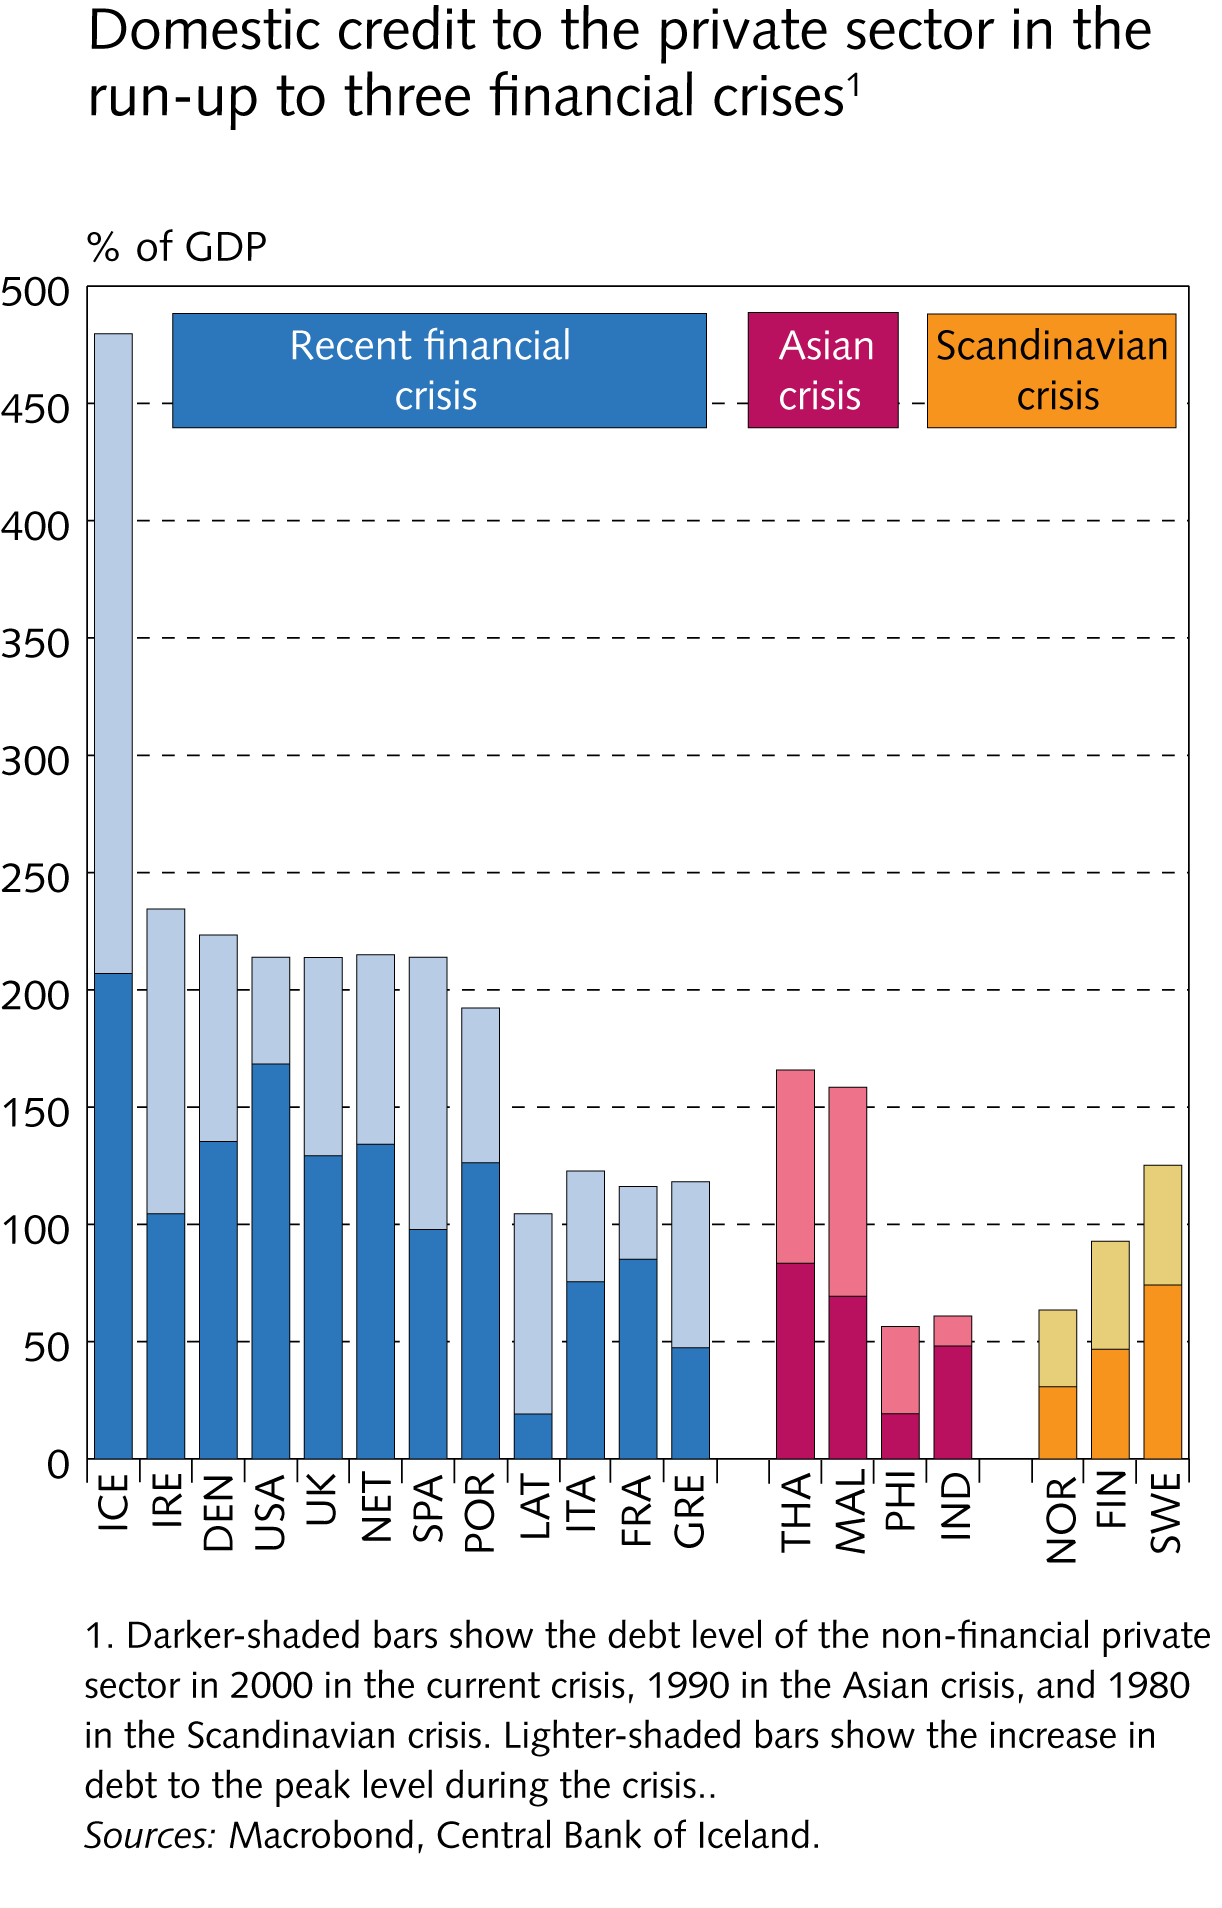 Domestic credit to the private sector in the
run-up to three financial crises¹
% of GDP
500
450
400
350
300
250
200
150
100
50
0
Recent financial
crisis
Asian
crisis
Scandinavian
crisis
ICE
IRE
DEN
USA
UK
NET
SPA
POR
LAT
ITA
FRA
GRE
THA
MAL
PHI
IND
NOR
FIN
SWE
1. Darker-shaded bars show the debt level of the non-financial private
sector in 2000 in the current crisis, 1990 in the Asian crisis, and 1980
in the Scandinavian crisis. Lighter-shaded bars show the increase in
debt to the peak level during the crisis..
Sources: Macrobond, Central Bank of Iceland.